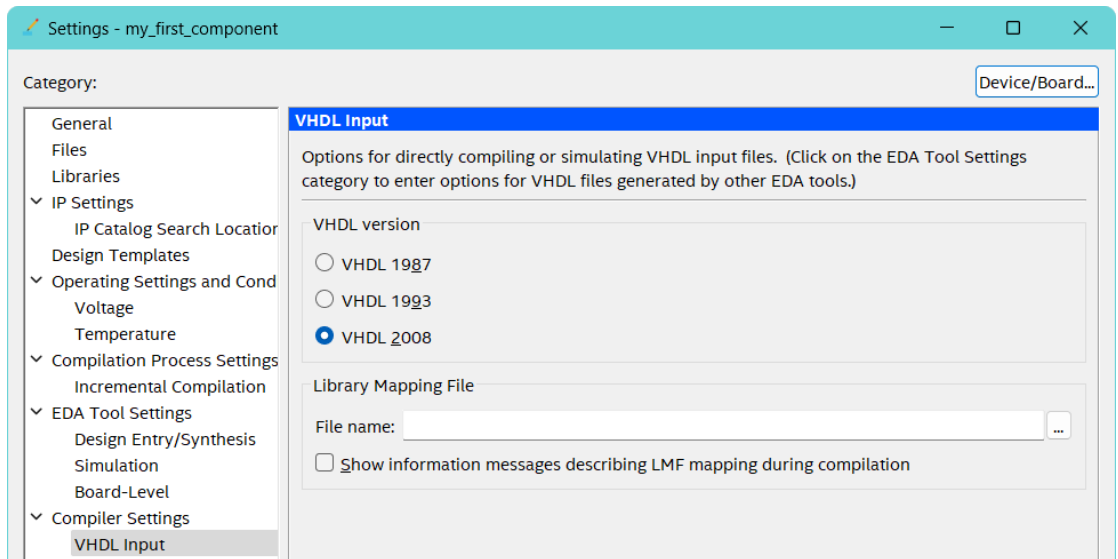 Settings - my_first_component
Category:
Device/Board...
General
Files
Libraries
IP Settings
IP Catalog Search Location
Design Templates
Operating Settings and Cond
Voltage
Temperature
Compilation Process Settings
Incremental Compilation
EDA Tool Settings
Design Entry/Synthesis
Simulation
Board-Level
Compiler Settings
VHDL Input
VHDL Input
Options for directly compiling or simulating VHDL input files. (Click on the EDA Tool Settings
category to enter options for VHDL files generated by other EDA tools.)
VHDL version
VHDL 1987
VHDL 1993
VHDL 2008
Library Mapping File
File name:
...
Show information messages describing LMF mapping during compilation